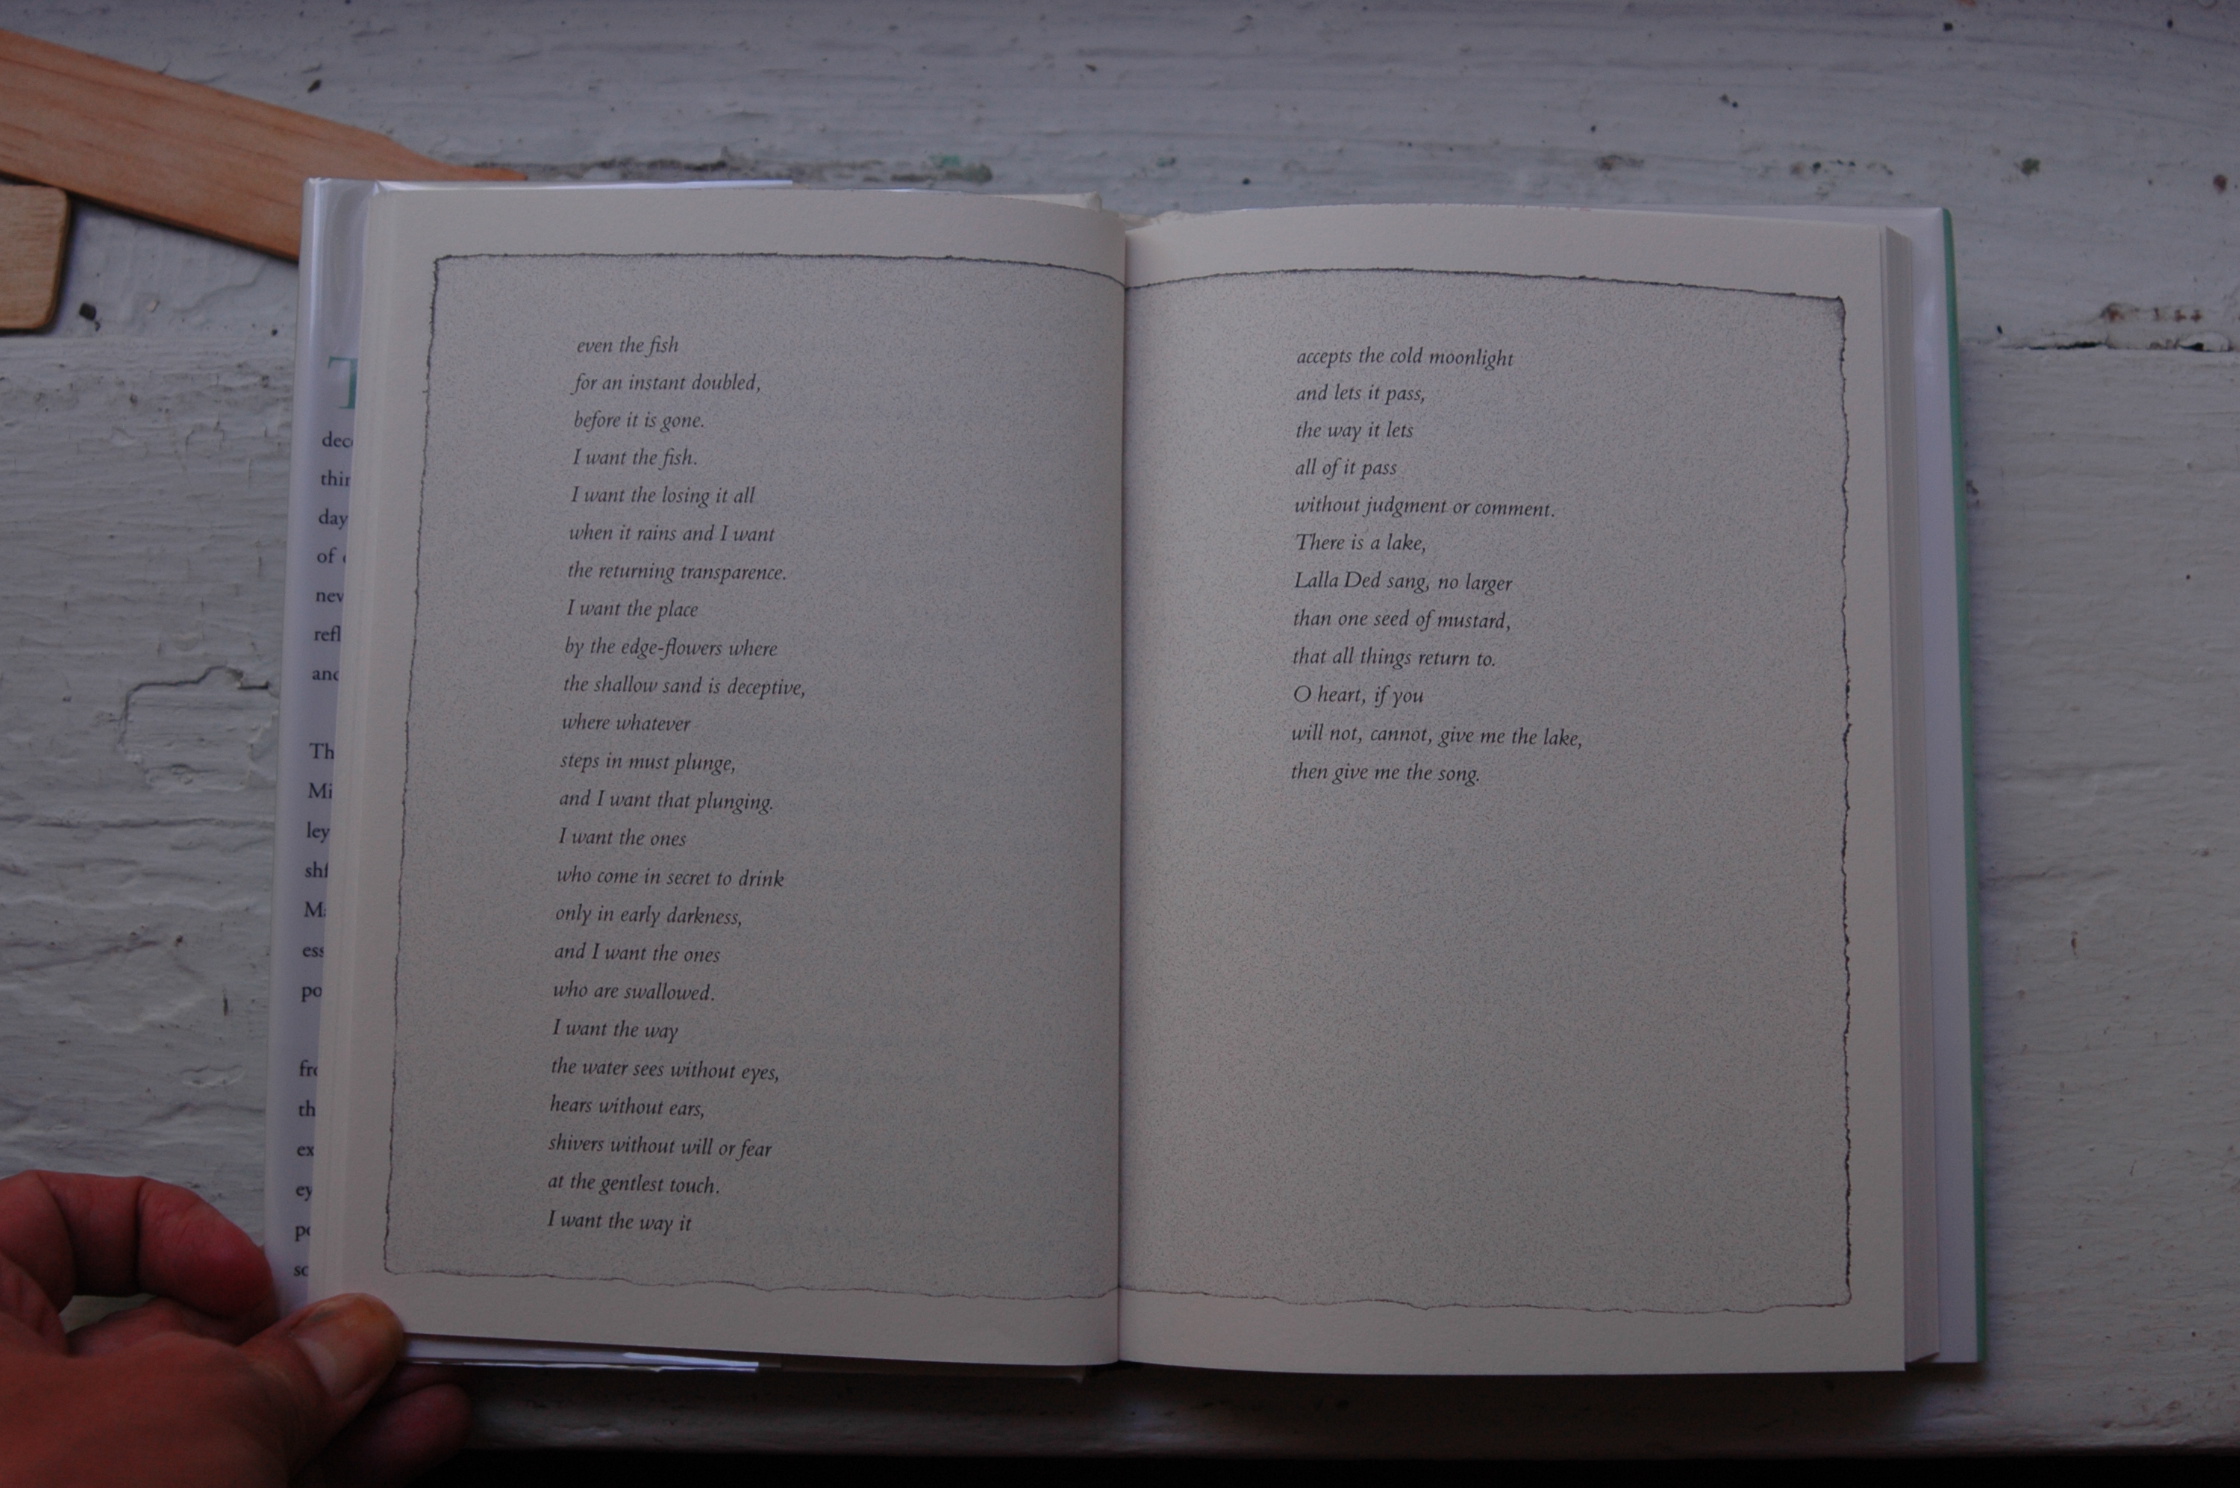 even the fish
for an instant doubled,
before it is gone.
I want the fish.
I want the losing it all
when it rains and I want
the returning transparence.
I want the place
by the edge-flowers where
the shallow sand is deceptive,
where whatever
steps in must plunge,
and I want that plunging.
I want the ones
who come in secret to drink
only in early darkness,
and I want the ones
who are swallowed.
I want the way
the water sees without eyes,
hears without ears,
shivers without will or fear
at the gentlest touch.
I want the way it
accepts the cold moonlight
and lets it pass,
the way it lets
all of it pass
without judgment or comment.
There is a lake,
Lalla Ded sang, no larger
than one seed of mustard,
that all things return to.
O heart, if you
will not, cannot, give me the lake,
then give me the song.
T
dec
thin
day
of
nev
refl
and
Th
Mi
ley
shi
M
ess
po
fro
th
ex
ey
po
so